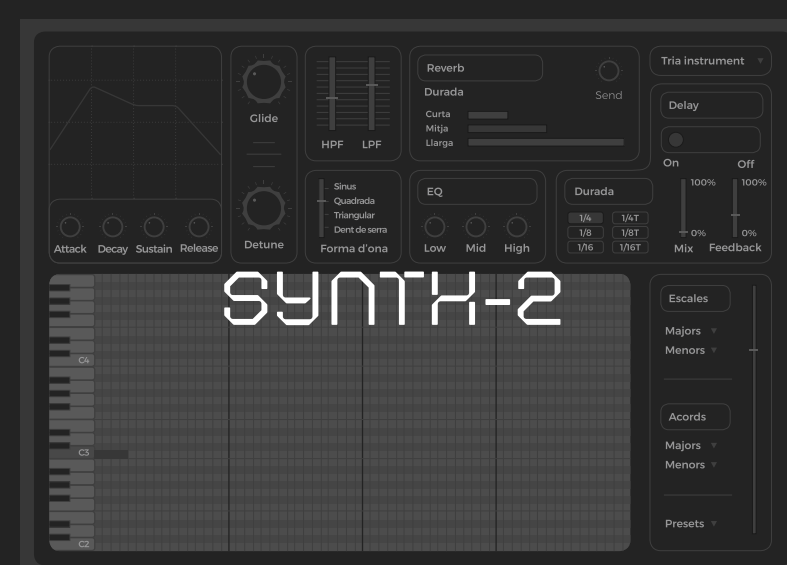 Attack
Decay
Sustain
Release
Glide
Detune
HPF
LPF
Sinus
Quadrada
Triangular
Dent de serra
Forma d'ona
Reverb
Durada
Curta
Mitja
Llarga
Send
EQ
Low
Mid
High
Durada
1/4
1/4T
1/8
1/8T
1/16
1/16T
Tria instrument
Delay
On
Off
100%
100%
0%
0%
Mix
Feedback
SYNTH-2
C4
C3
C2
Escales
Majors
Menors
Acords
Majors
Menors
Presets